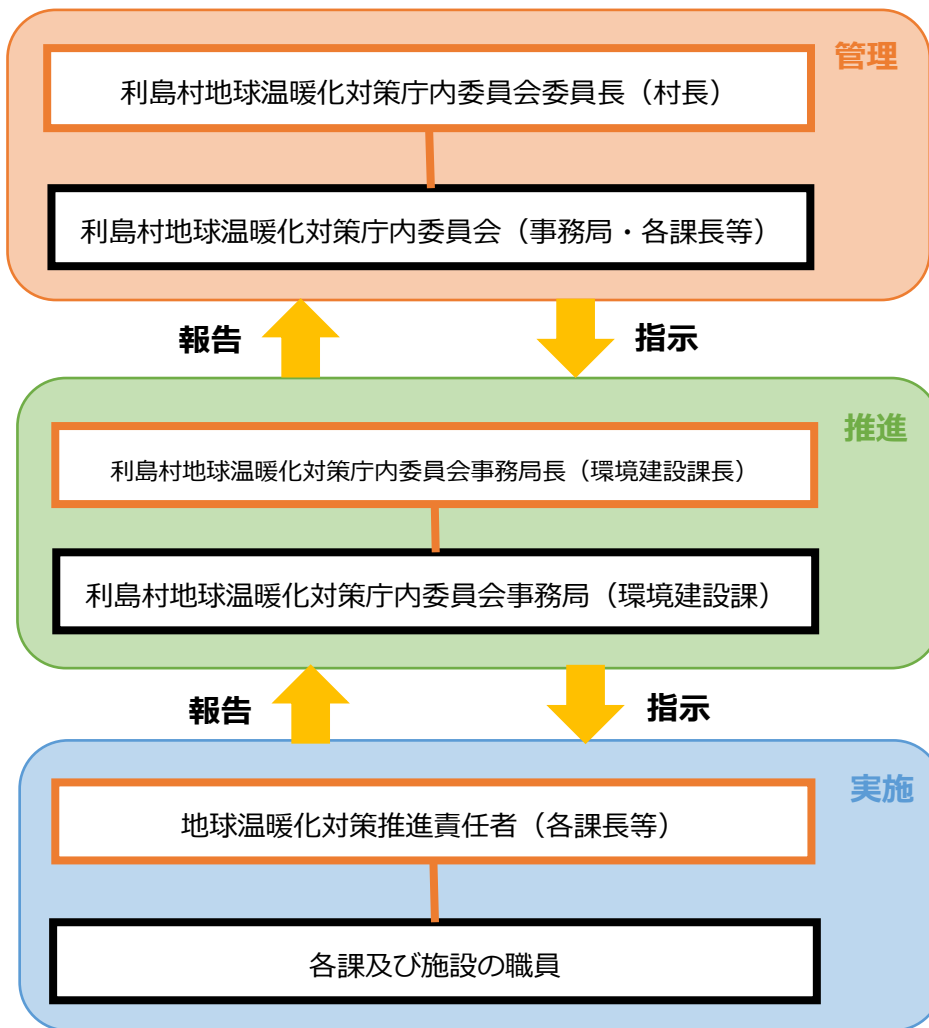 管理
利島村地球温暖化対策庁内委員会委員長（村長）
利島村地球温暖化対策庁内委員会（事務局・各課長等）
報告
指示
推進
利島村地球温暖化対策庁内委員会事務局長（環境建設課長）
利島村地球温暖化対策庁内委員会事務局（環境建設課）
報告
指示
実施
地球温暖化対策推進責任者（各課長等）
各課及び施設の職員